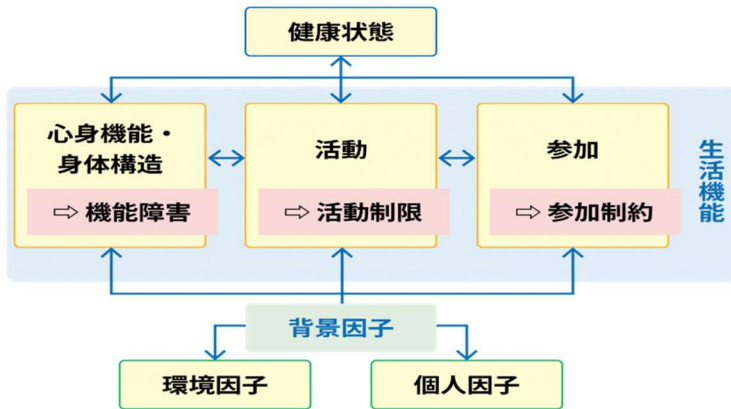 健康状態
心身機能・
身体構造
⇨ 機能障害
活動
⇨ 活動制限
参加
⇨ 参加制約
生活機能
背景因子
環境因子
個人因子